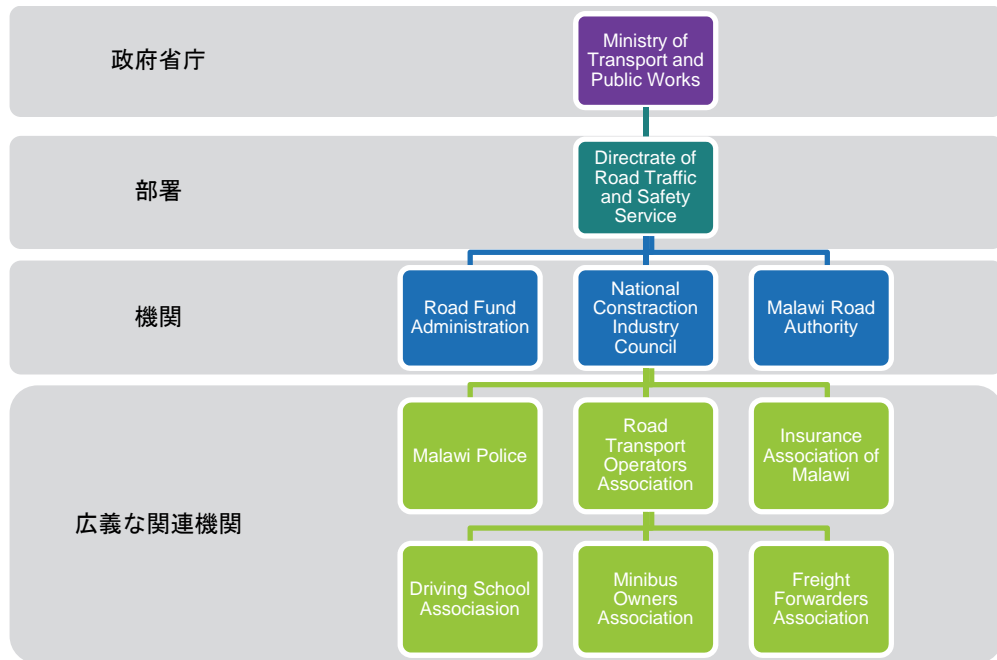 政府省庁
Ministry of
Transport and
Public Works
部署
Directrate of
Road Traffic
and Safety
Service
機関
Road Fund
Administration
National
Constraction
Industry
Council
Malawi Road
Authority
広義な関連機関
Malawi Police
Road
Transport
Operators
Association
Insurance
Association of
Malawi
Driving School
Associasion
Minibus
Owners
Association
Freight
Forwarders
Association